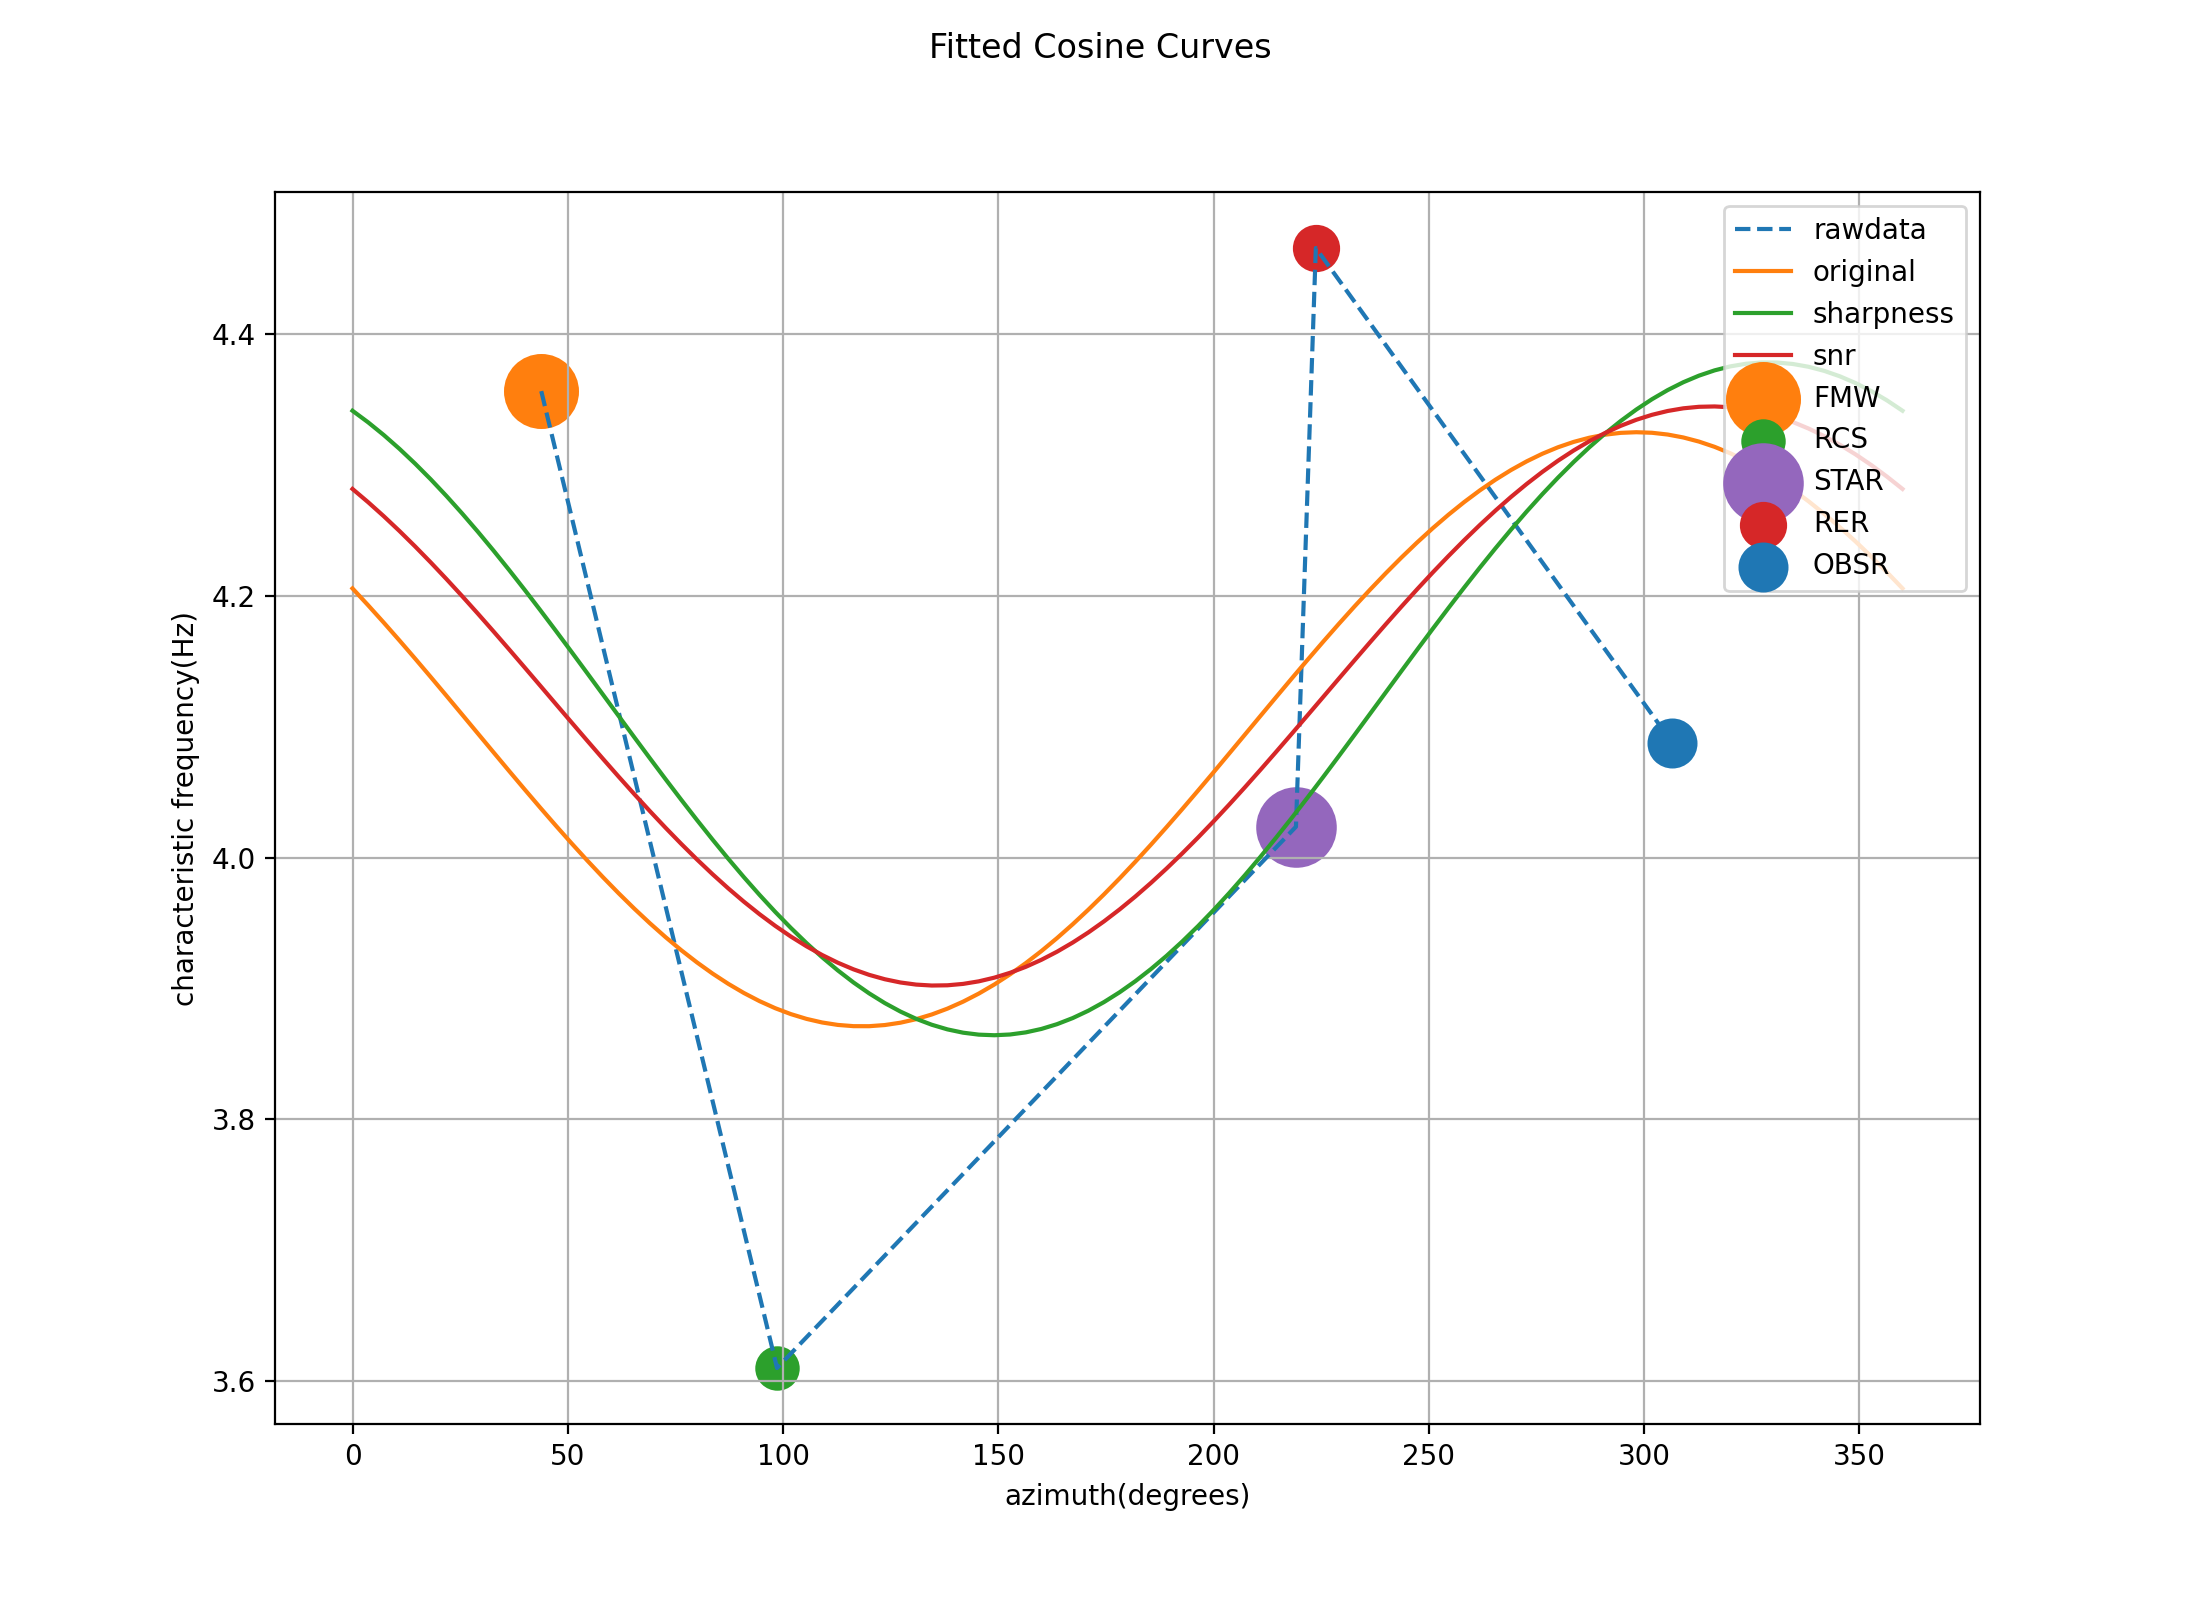 Fitted Cosine Curves
rawdata
original
sharpness
snr
FMW
RCS
STAR
RER
OBSR
characteristic frequency(Hz)
4.4
4.2
4.0
3.8
3.6
0 50 100 150 200 250 300 350
azimuth(degrees)